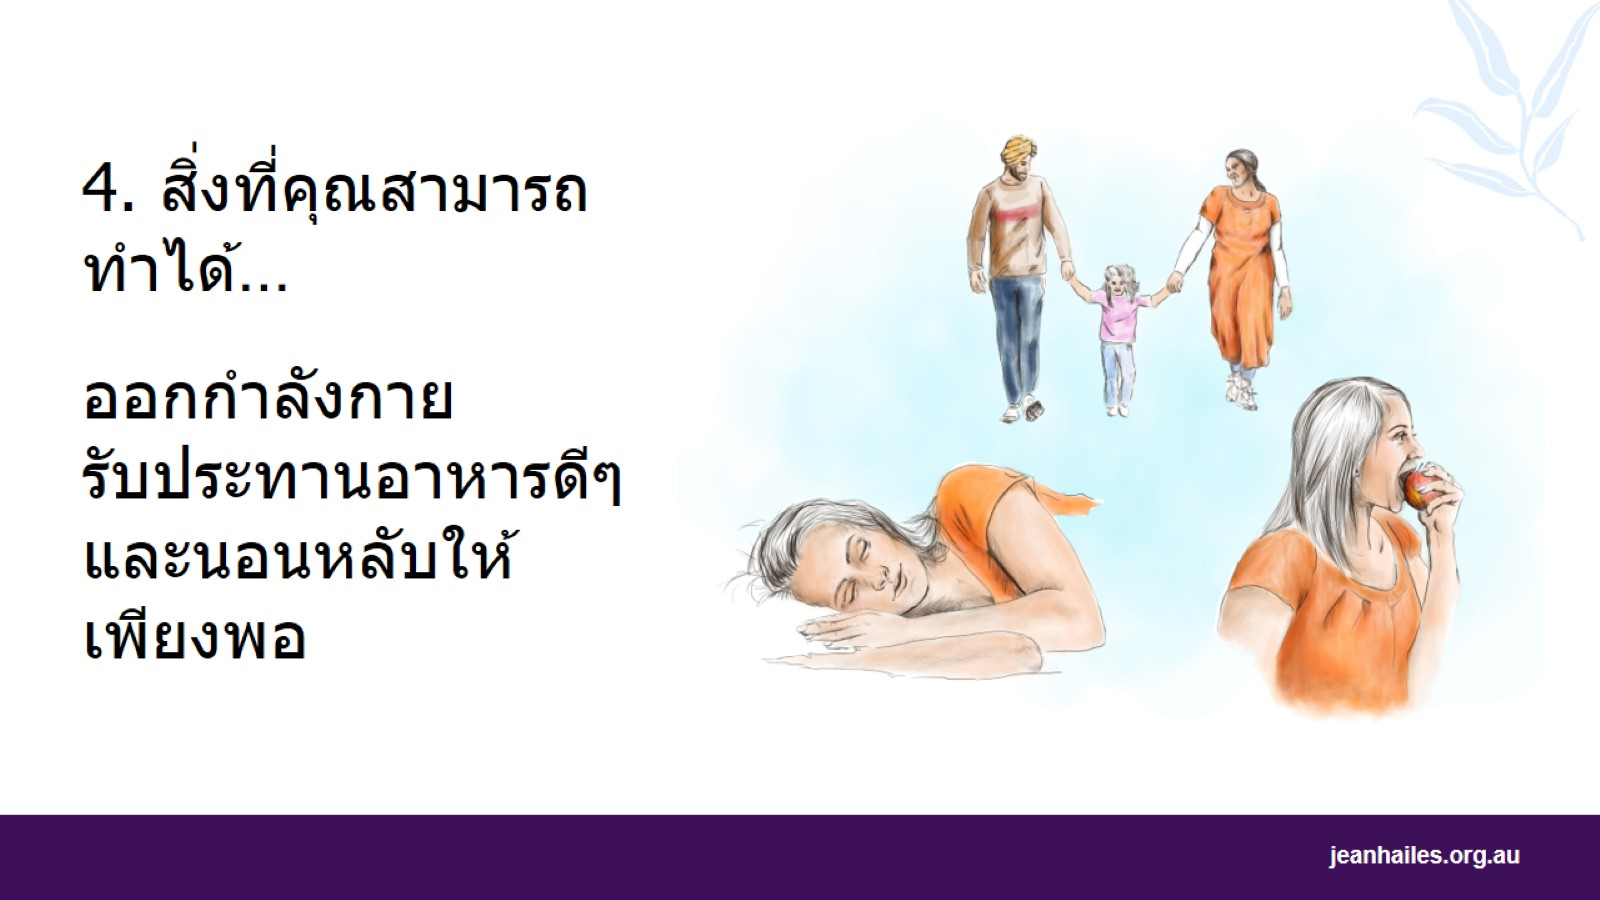 4. สิ่งที่คุณสามารถ
ทำได้...
ออกกำลังกาย
รับประทานอาหารดีๆ
และนอนหลับให้
เพียงพอ
jeanhailes.org.au